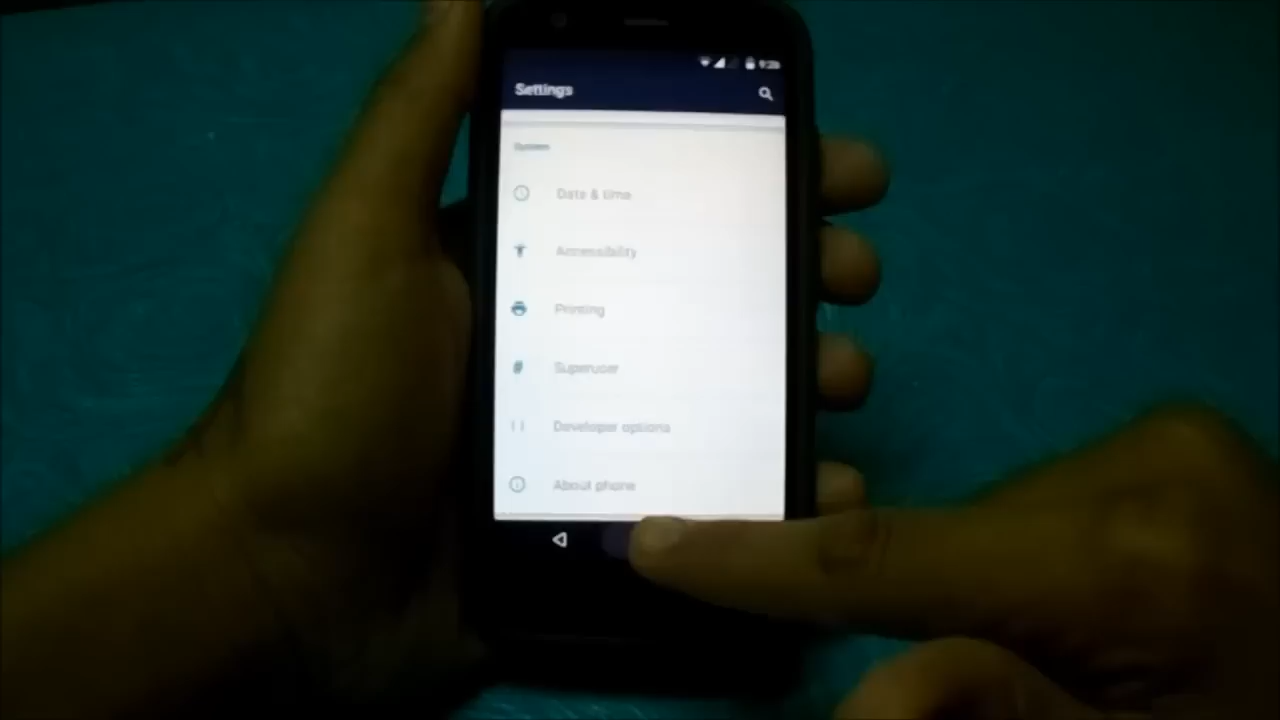 Settings
System
Date & time
Accessibility
Printing
Superuser
Developer options
About phone